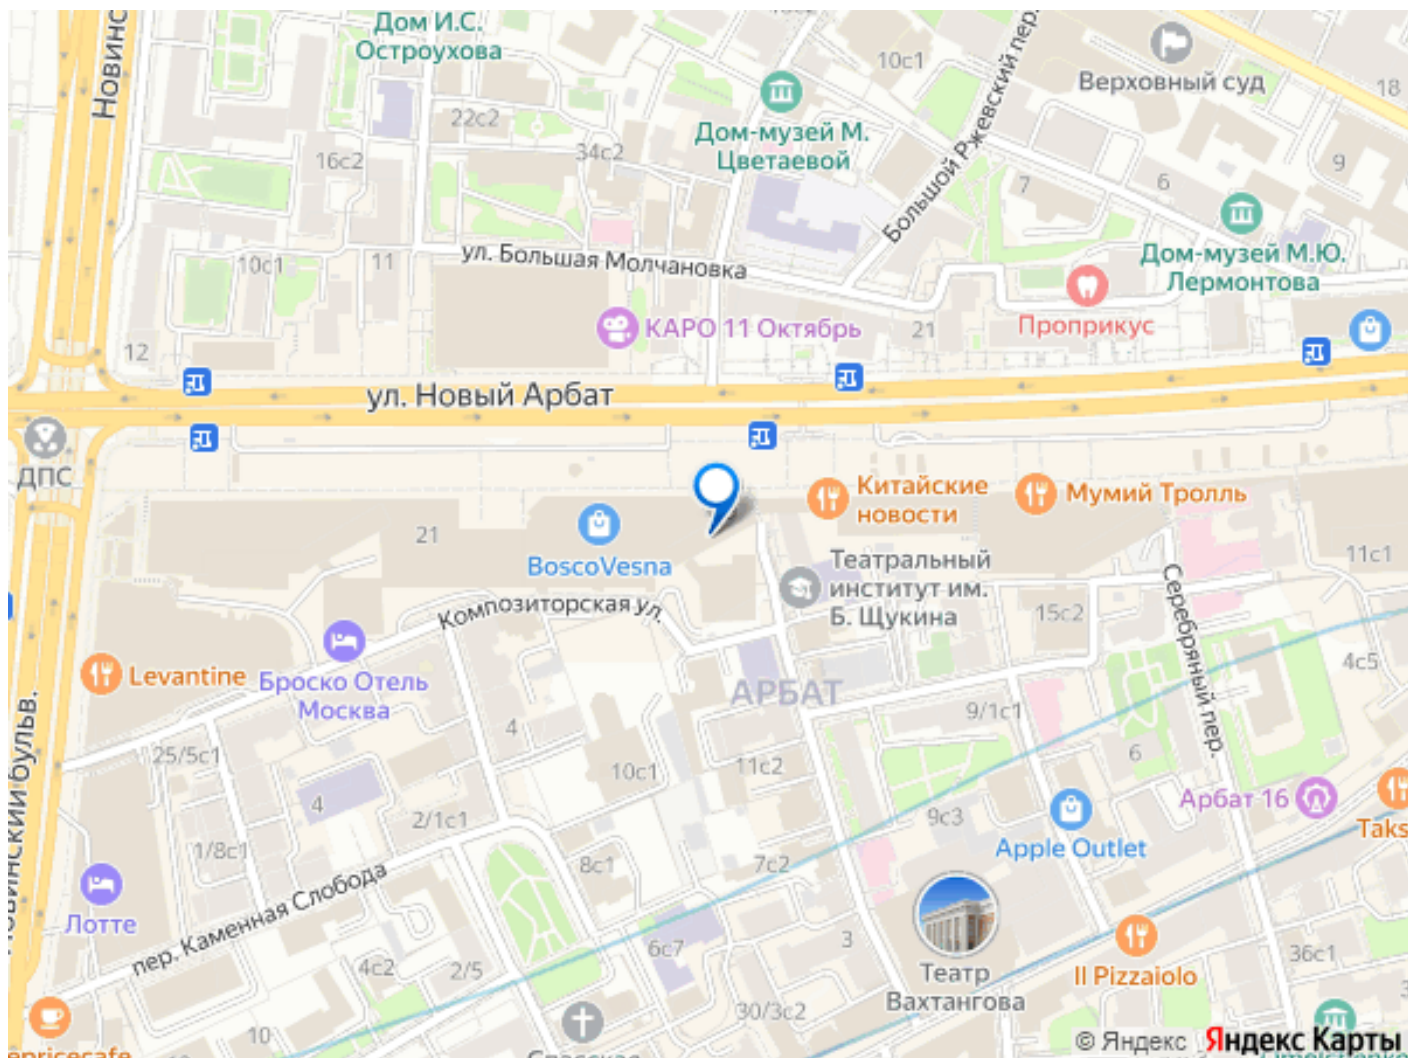 Новинс
Дом И.С.
Остроухова
10с1
Большой Ржевский пер.
Верховный суд
18
22с2
Дом-музей М.
Цветаевой
16с2
34с2
7
6
9
ул. Большая Молчановка
10с1
11
Дом-музей М.Ю.
Лермонтова
КАРО 11 Октябрь
21
Проприкус
12
ул. Новый Арбат
ДПС
Китайские
новости
Мумий Тролль
21
BoscoVesna
Театральный
институт им.
Б. Щукина
11с1
Композиторская ул.
15с2
Серебряный пер.
Levantine
Броско Отель
Москва
АРБАТ
4с5
9/1с1
4
25/5с1
10с1
11с2
6
Арбат 16
4
2/1с1
9с3
Apple Outlet
Taks
1/8с1
8с1
7с2
Лотте
пер. Каменная Слобода
6с7
3
Театр
Вахтангова
Il Pizzaiolo
36с1
4с2
2/5
30/3с2
10
epricecafe
© Яндекс Яндекс Карты